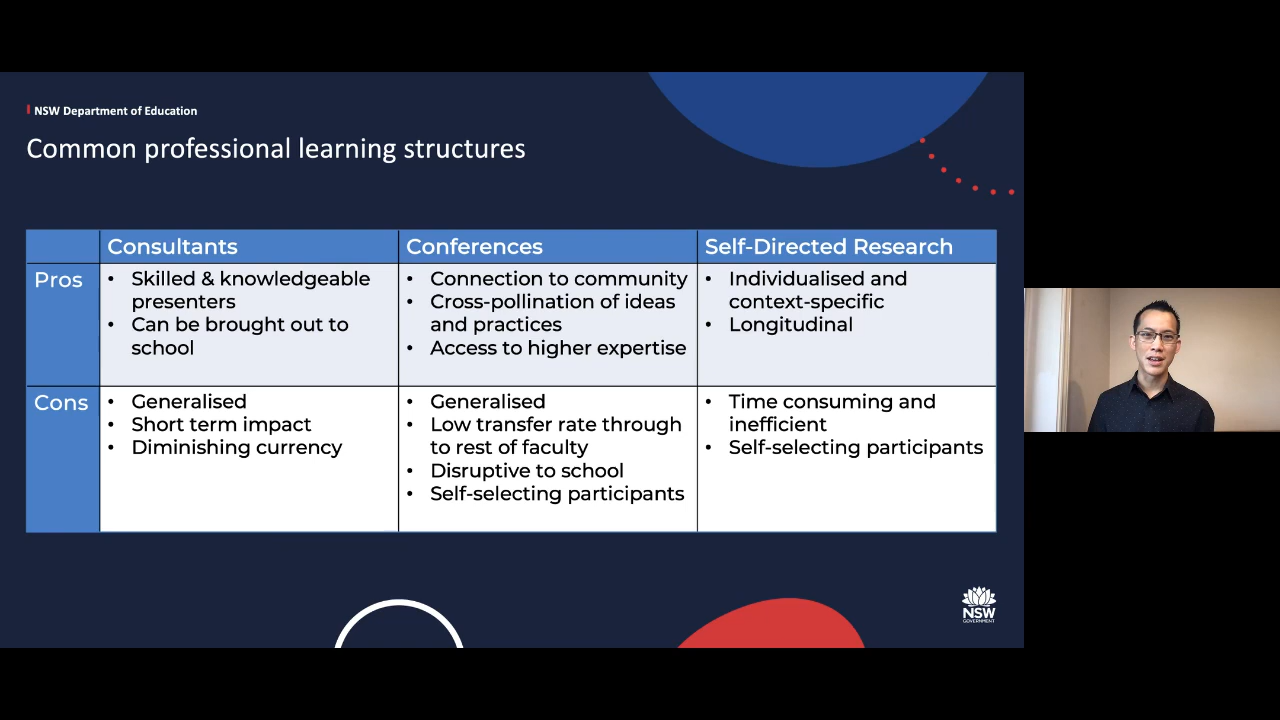 NSW Department of Education
Common professional learning structures
Consultants
Conferences
Self-Directed Research
Pros
• Skilled & knowledgeable
presenters
• Can be brought out to
school
• Connection to community
• Cross-pollination of ideas
and practices
• Access to higher expertise
• Individualised and
context-specific
• Longitudinal
Cons
• Generalised
• Short term impact
• Diminishing currency
• Generalised
• Low transfer rate through
to rest of faculty
• Disruptive to school
• Self-selecting participants
• Time consuming and
inefficient
• Self-selecting participants
NSW
GOVERNMENT